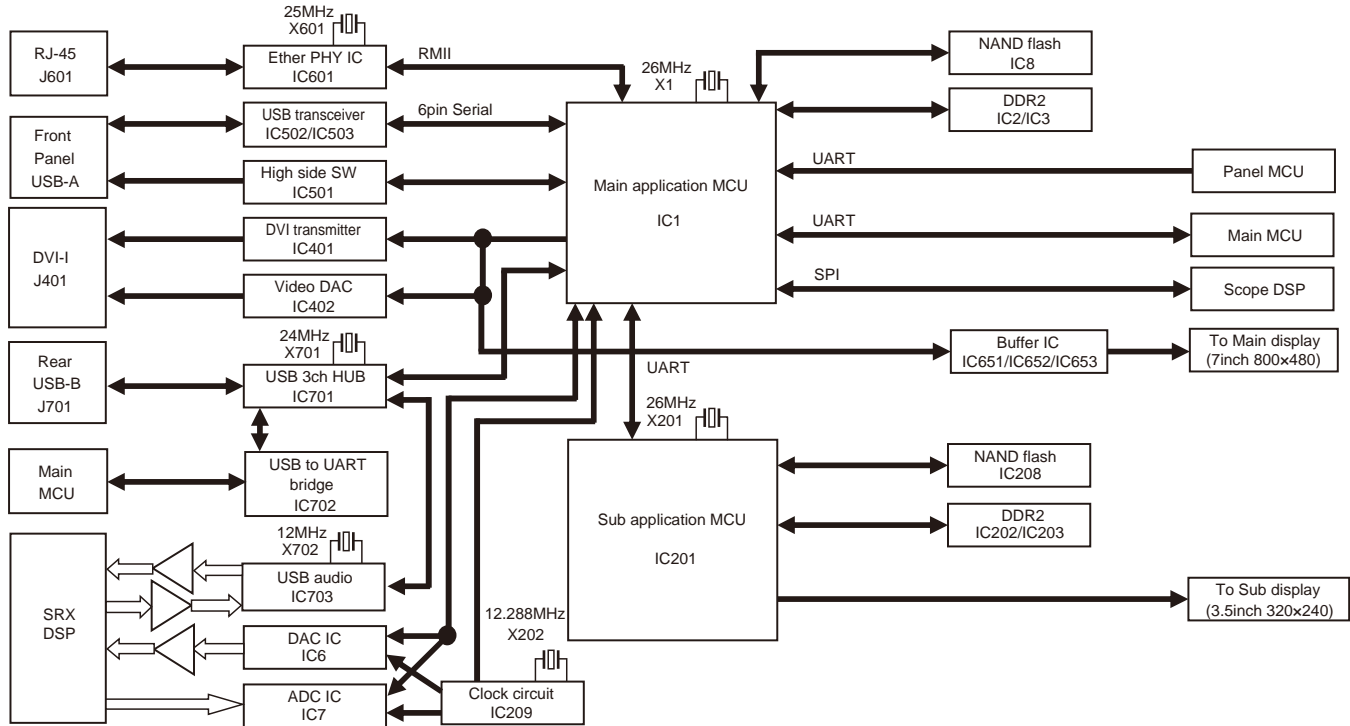 25MHz
X601
RJ-45
J601
Ether PHY IC
IC601
RMII
26MHz
X1
NAND flash
IC8
DDR2
IC2/IC3
Front
Panel
USB-A
USB transceiver
IC502/IC503
6pin Serial
High side SW
IC501
Main application MCU
IC1
UART
Panel MCU
UART
Main MCU
SPI
Scope DSP
DVI-I
J401
DVI transmitter
IC401
Video DAC
IC402
24MHz
X701
Rear
USB-B
J701
USB 3ch HUB
IC701
UART
Buffer IC
IC651/IC652/IC653
To Main display
(7inch 800×480)
26MHz
X201
Main
MCU
USB to UART
bridge
IC702
Sub application MCU
IC201
NAND flash
IC208
DDR2
IC202/IC203
12MHz
X702
SRX
DSP
USB audio
IC703
To Sub display
(3.5inch 320×240)
DAC IC
IC6
12.288MHz
X202
ADC IC
IC7
Clock circuit
IC209